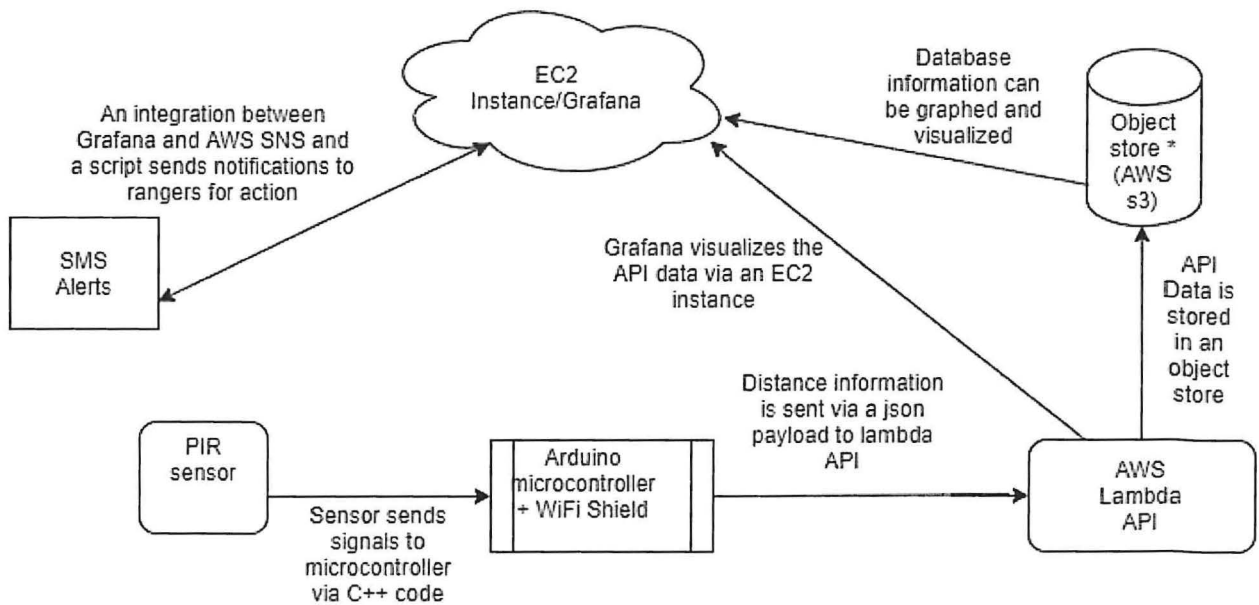 EC2
Instance/Grafana
An integration between
Grafana and AWS SNS and
a script sends notifications to
rangers for action
Database
information can
be graphed and
visualized
Object
store *
(AWS
s3)
SMS
Alerts
Grafana visualizes the
API data via an EC2
instance
API
Data is
stored
in an
object
store
PIR
sensor
Sensor sends
signals to
microcontroller
via C++ code
Arduino
microcontroller
+ WiFi Shield
Distance information
is sent via a json
payload to lambda
API
AWS
Lambda
API